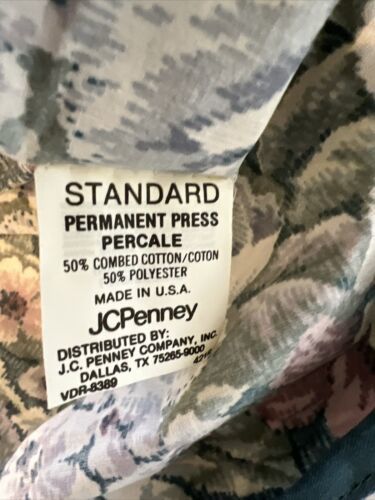 STANDARD
PERMANENT PRESS
PERCALE
50% COMBED COTTON/COTON
50% POLYESTER
MADE IN U.S.A.
JCPenney
DISTRIBUTED BY:
J.C. PENNEY COMPANY, INC.
DALLAS, TX 75265-9000
VDR-8389